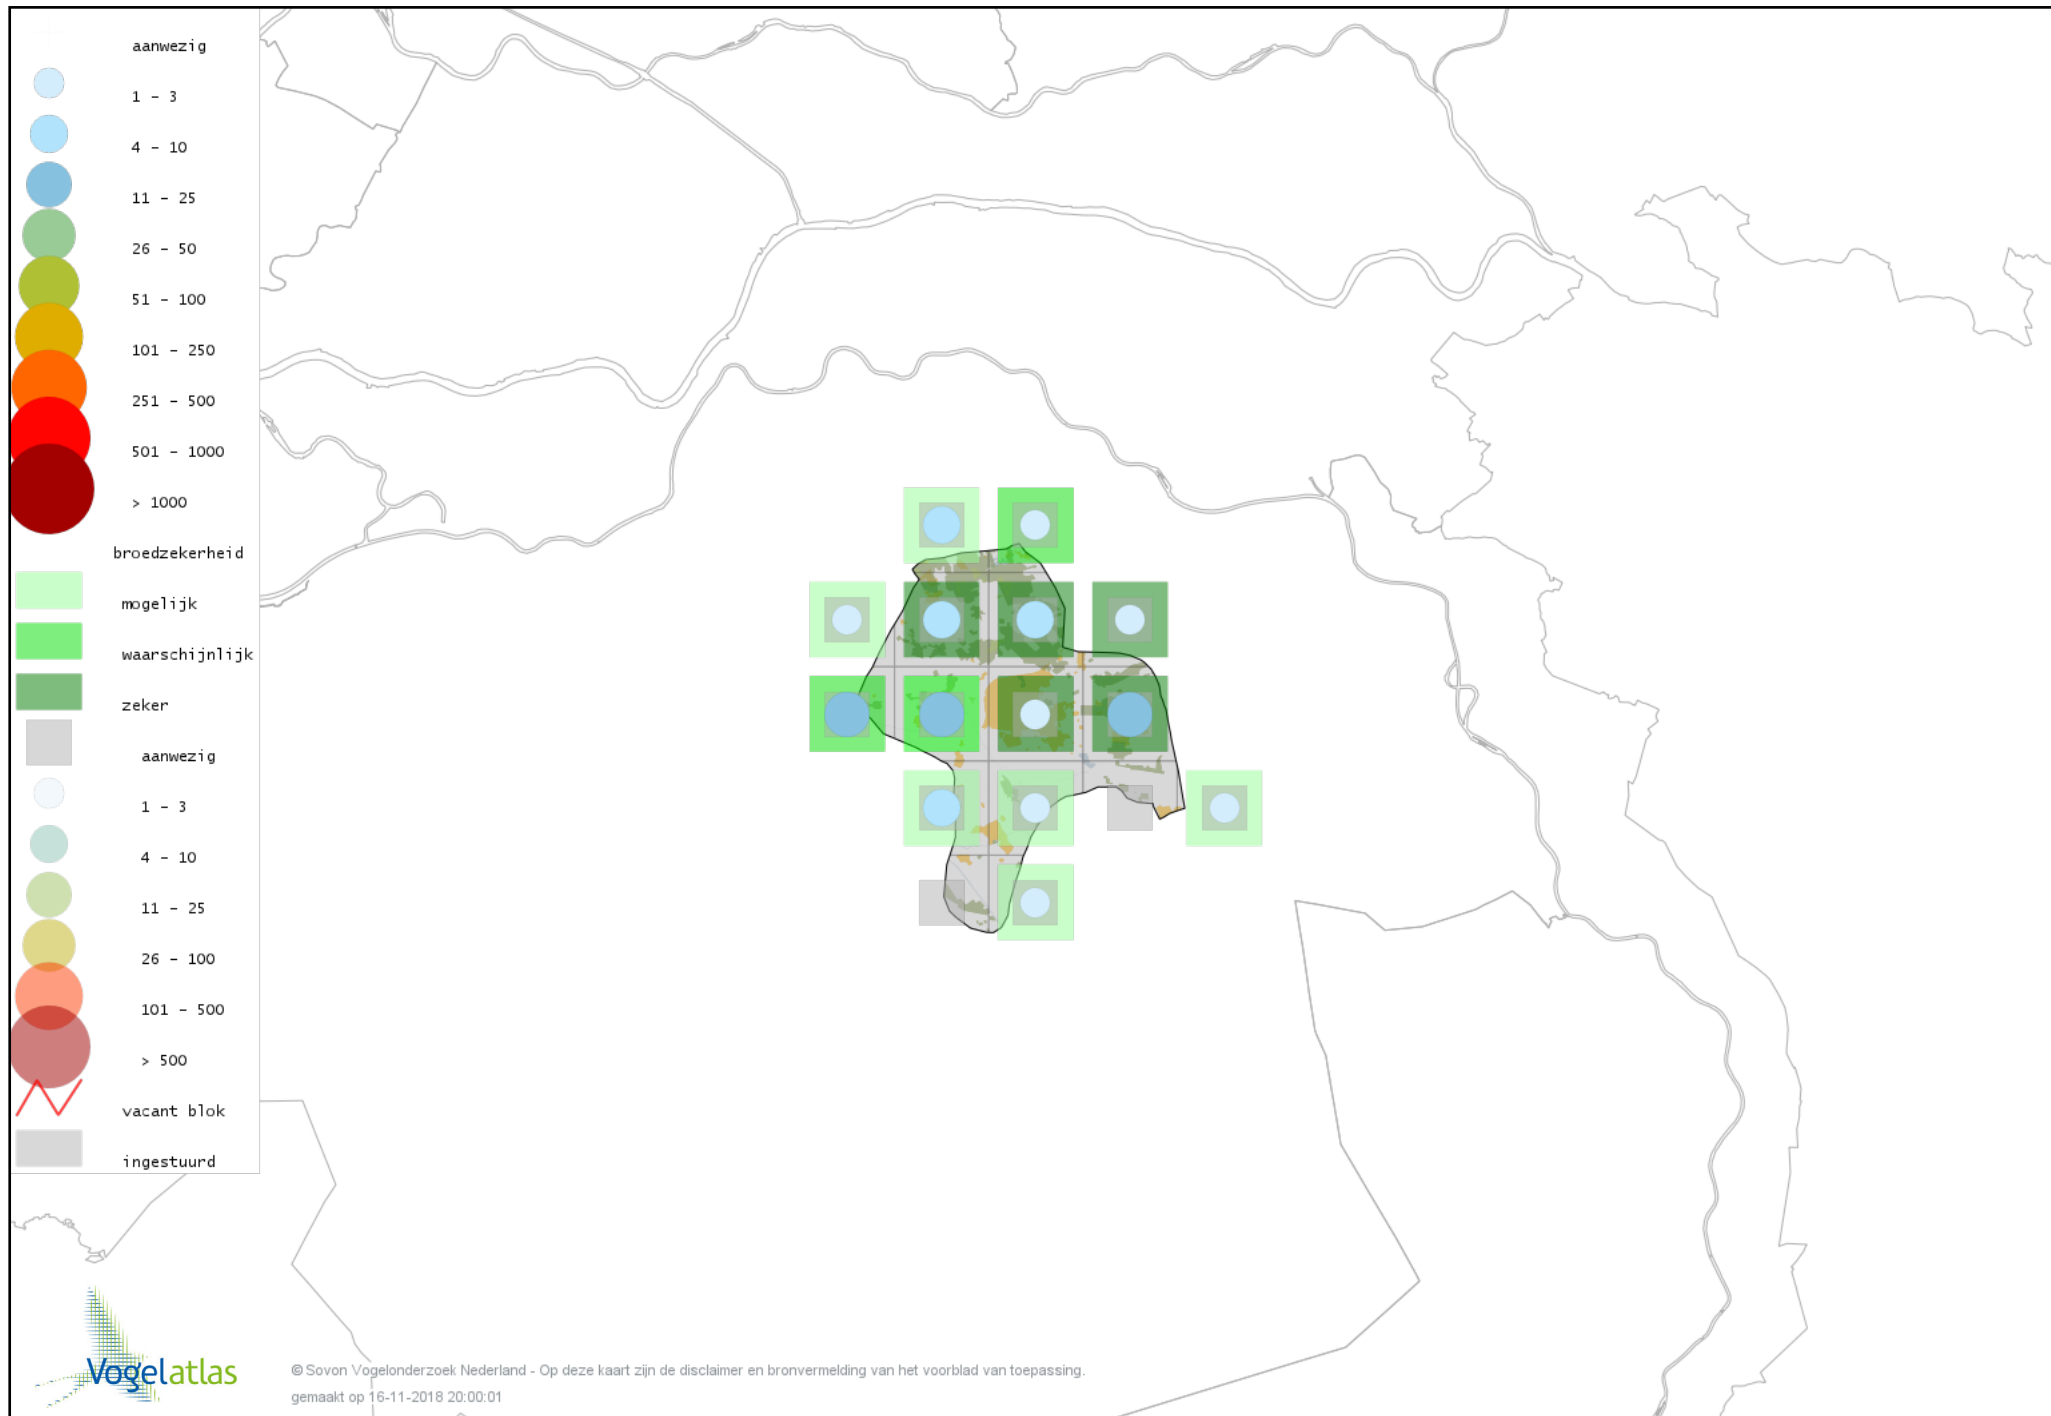 aanwezig
1 - 3
4 - 10
11 - 25
26 - 50
51 - 100
101 - 250
251 - 500
501 - 1000
> 1000
broedzekerheid
mogelijk
waarschijnlijk
zeker
aanwezig
1 - 3
4 - 10
11 - 25
26 - 100
101 - 500
> 500
vacant blok
ingestuurd
Vogelatlas
© Sovon Vogelonderzoek Nederland - Op deze kaart zijn de disclaimer en bronvermelding van het voorblad van toepassing.
gemaakt op 16-11-2018 20:00:01